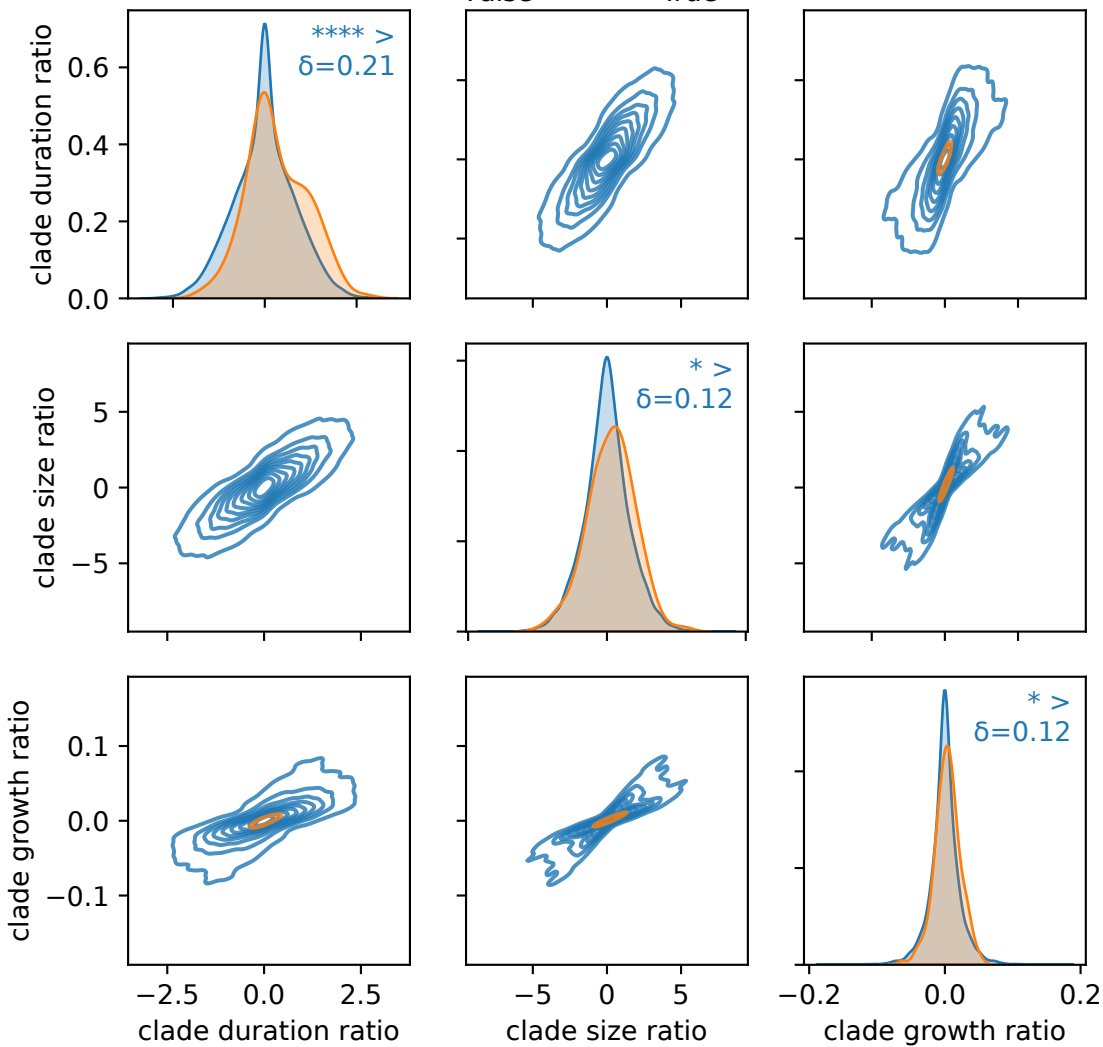 **** >
δ=0.21
clade duration ratio
0.6
0.4
0.2
0.0
clade size ratio
5
0
−5
* >
δ=0.12
clade growth ratio
0.1
0.0
−0.1
* >
δ=0.12
−2.5 0.0 2.5
−5 0 5
−0.2 0.0 0.2
clade duration ratio
clade size ratio
clade growth ratio